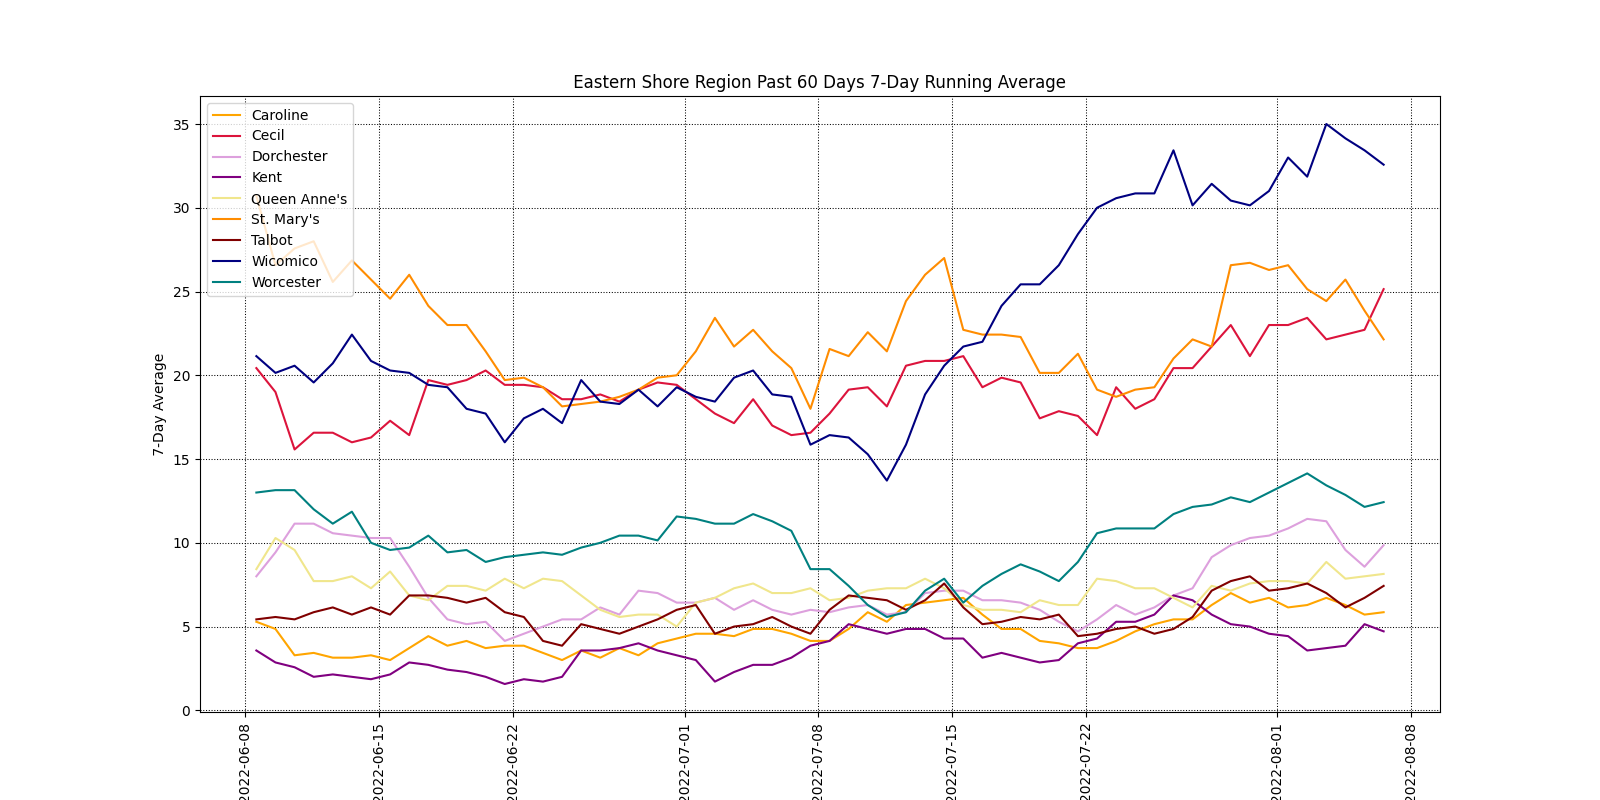 Eastern Shore Region Past 60 Days 7-Day Running Average
Caroline
Cecil
Dorchester
Kent
Queen Anne's
St. Mary's
Talbot
Wicomico
Worcester
7-Day Average
35
30
25
20
15
10
5
0
2022-06-08
2022-06-15
2022-06-22
2022-07-01
2022-07-08
2022-07-15
2022-07-22
2022-08-01
2022-08-08